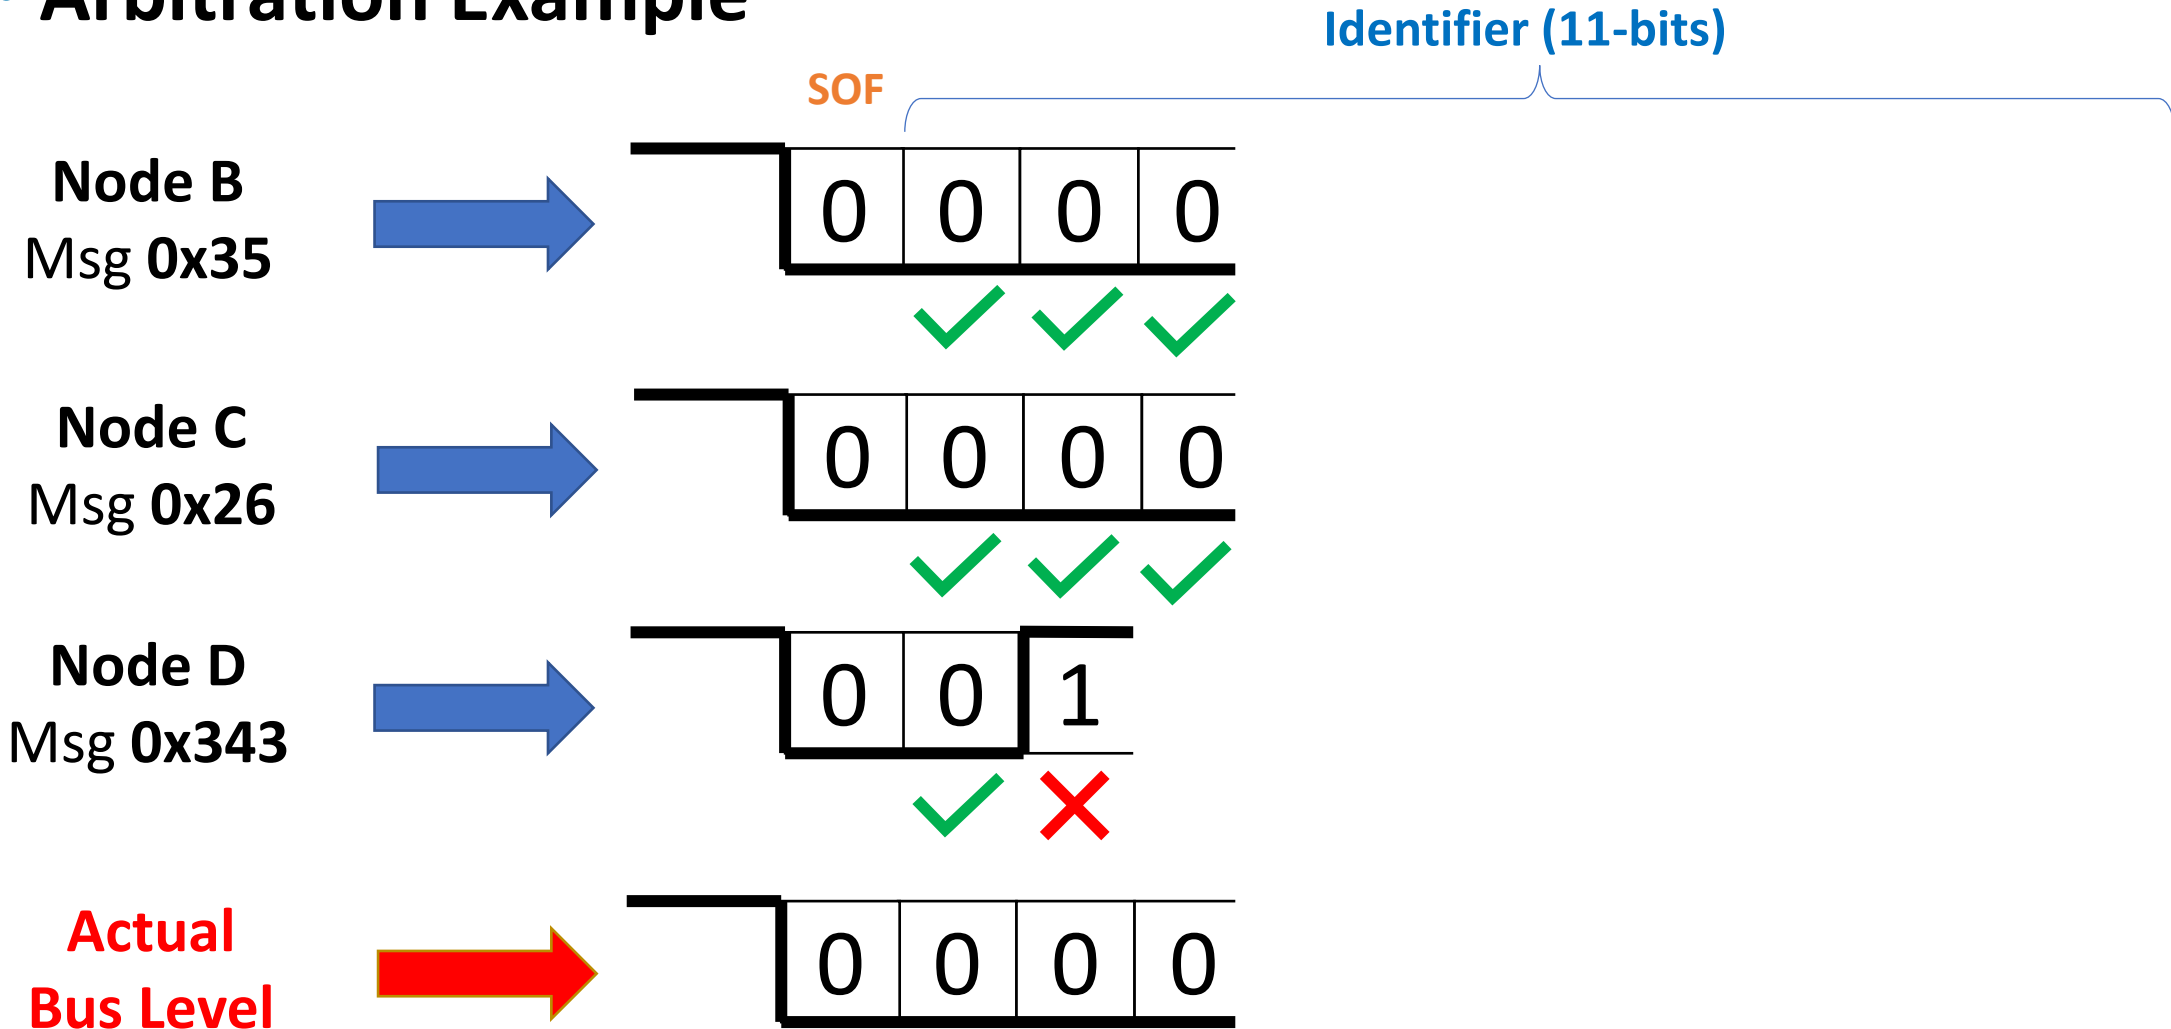 Arbitration Example
Identifier (11-bits)
SOF
Node B
Msg 0x35
0 0 0 0
Node C
Msg 0x26
0 0 0 0
Node D
Msg 0x343
0 0 1
Actual
Bus Level
0 0 0 0